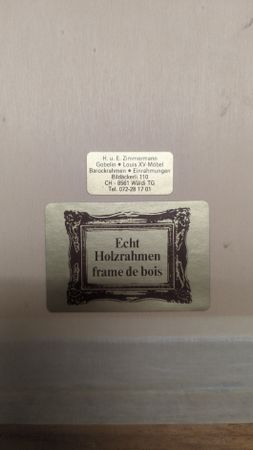 H. u. E. Zimmermann
Gobelin • Louis XV-Möbel
Barockrahmen • Einrahmungen
Bildäckerli 110
CH - 8561 Wäldi TG
Tel. 072-28 17 01
Echt
Holzrahmen
frame de bois